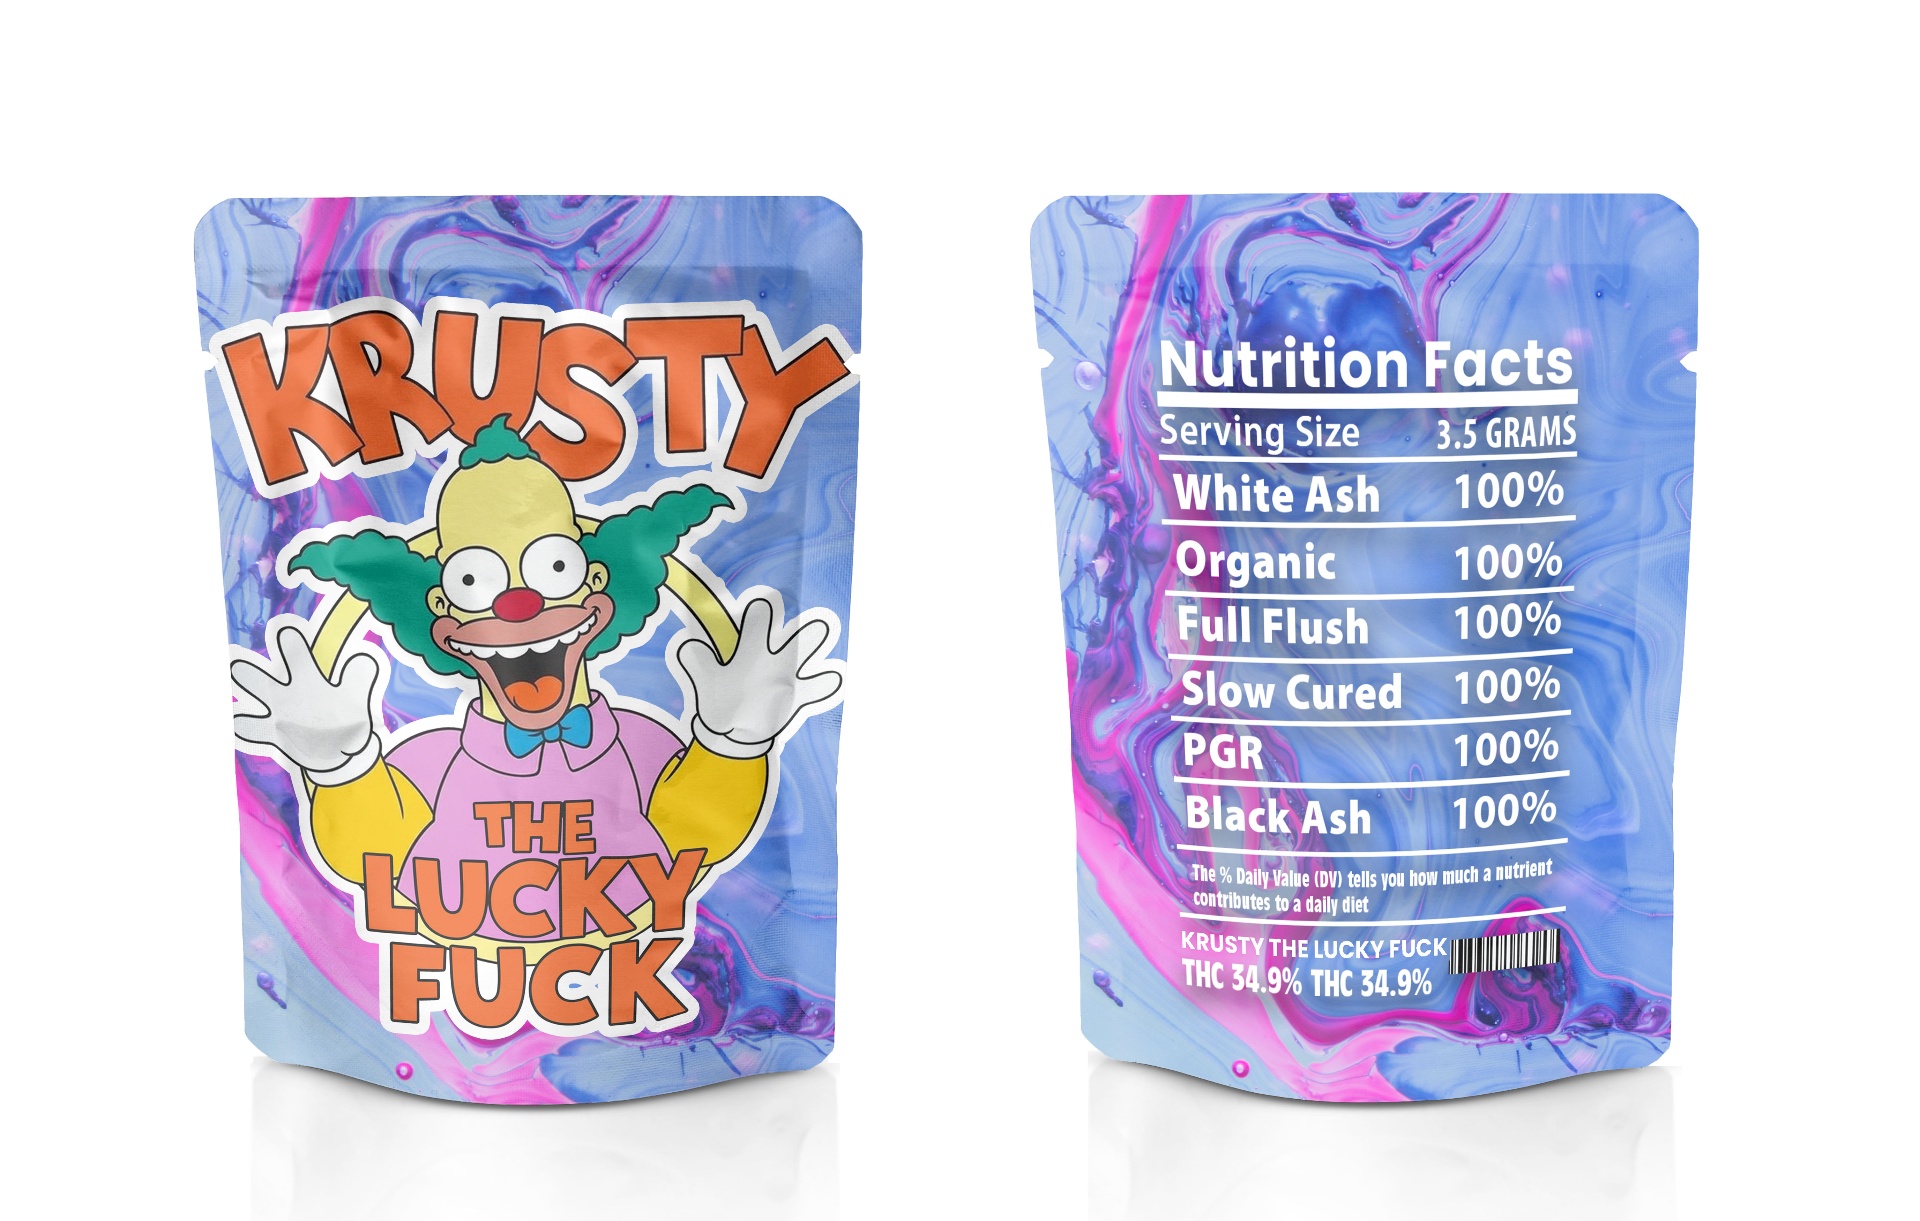 KRUSTY
THE
LUCKY
FUCK
Nutrition Facts
Serving Size 3.5 GRAMS
White Ash 100%
Organic 100%
Full Flush 100%
Slow Cured 100%
PGR 100%
Black Ash 100%
The % Daily Value (DV) tells you how much a nutrient
contributes to a daily diet
KRUSTY THE LUCKY FUCK
THC 34.9% THC 34.9%